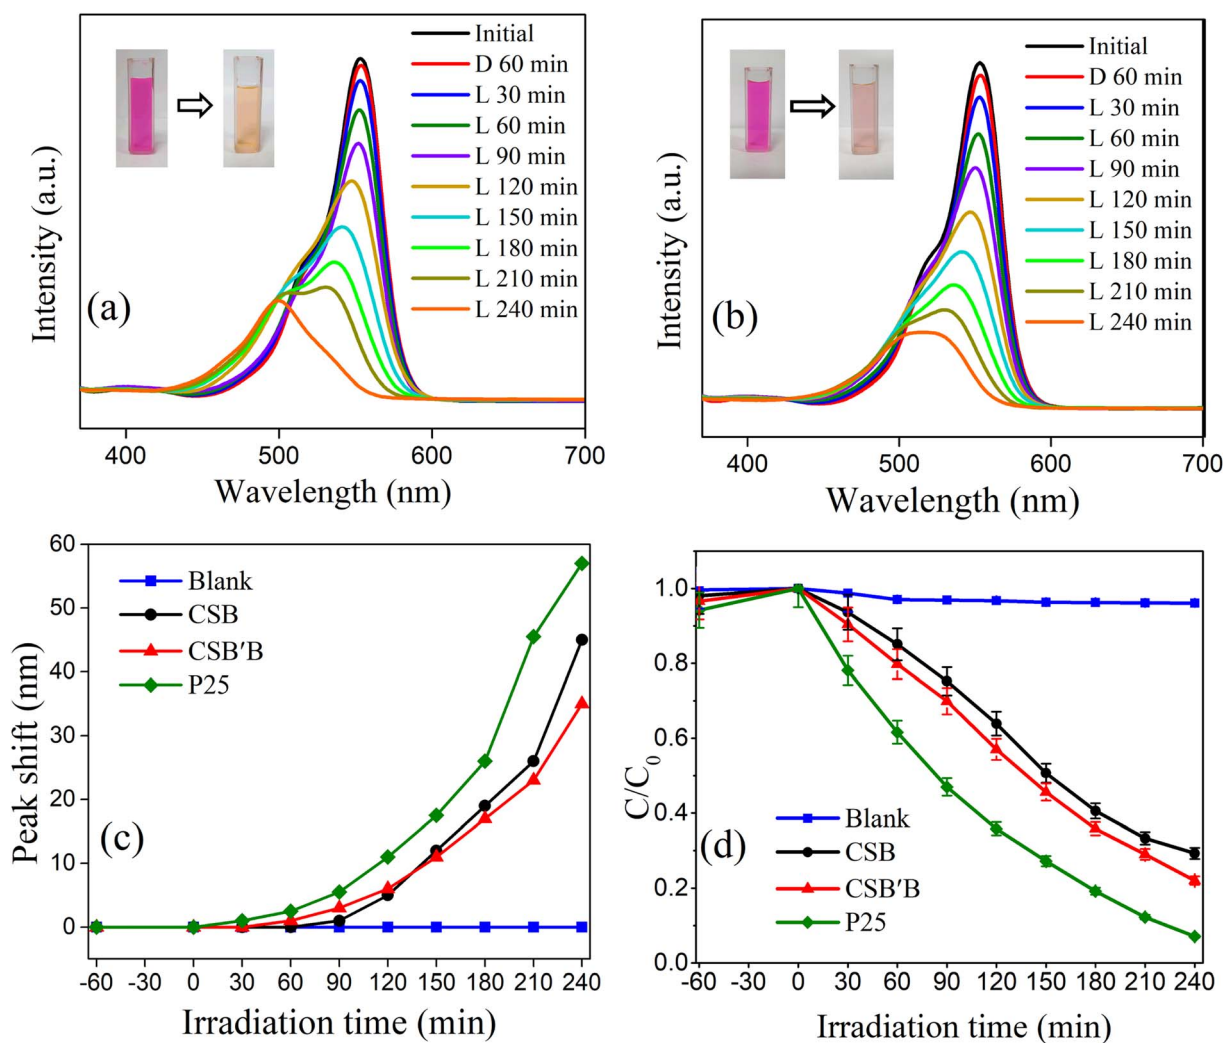 Intensity (a.u.)
(a)
Initial
D 60 min
L 30 min
L 60 min
L 90 min
L 120 min
L 150 min
L 180 min
L 210 min
L 240 min
400 500 600 700
Wavelength (nm)
Intensity (a.u.)
(b)
Initial
D 60 min
L 30 min
L 60 min
L 90 min
L 120 min
L 150 min
L 180 min
L 210 min
L 240 min
400 500 600 700
Wavelength (nm)
Peak shift (nm)
60
50
40
30
20
10
0
Blank
CSB
CSB'B
P25
(c)
-60 -30 0 30 60 90 120 150 180 210 240
Irradiation time (min)
C/C0
1.0
0.8
0.6
0.4
0.2
0.0
(d)
Blank
CSB
CSB'B
P25
-60 -30 0 30 60 90 120 150 180 210 240
Irradiation time (min)